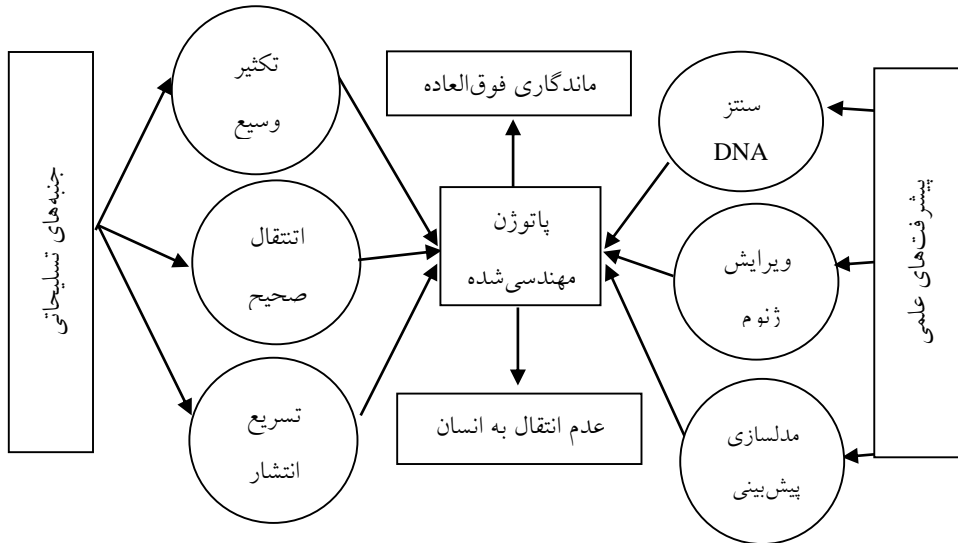 پیشرفت‌های علمی
سنتز
DNA
ویرایش
ژنوم
مدلسازی
پیش‌بینی
ماندگاری فوق‌العاده
پاتوژن
مهندسی‌شده
عدم انتقال به انسان
تکثیر
وسیع
اتنتقال
صحیح
تسریع
انتشار
جنبه‌های تسلیحاتی